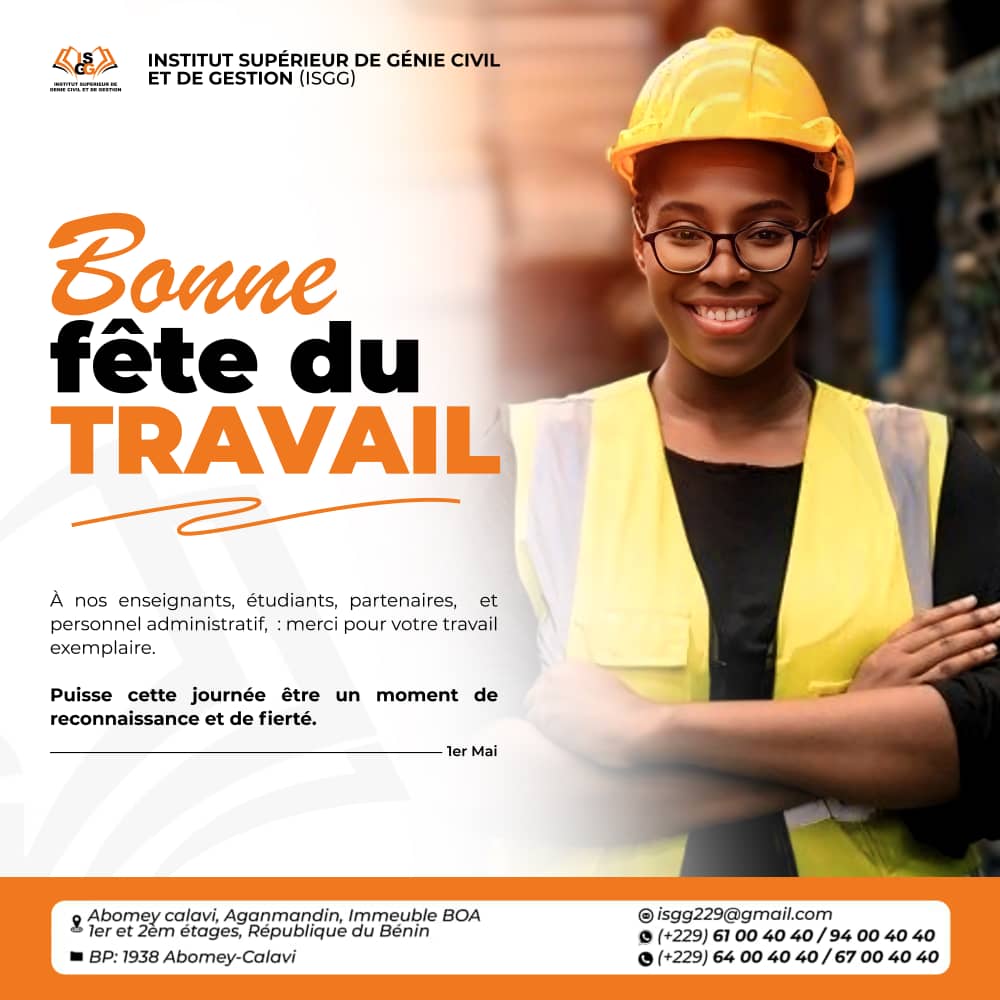 ISGG
INSTITUT SUPERIEUR DE
GENIE CIVIL ET DE GESTION
INSTITUT SUPÉRIEUR DE GÉNIE CIVIL
ET DE GESTION (ISGG)
Bonne
fête du
TRAVAIL
À nos enseignants, étudiants, partenaires, et
personnel administratif, : merci pour votre travail
exemplaire.
Puisse cette journée être un moment de
reconnaissance et de fierté.
1er Mai
Abomey calavi, Aganmandin, Immeuble BOA
1er et 2èm étages, République du Bénin
BP: 1938 Abomey-Calavi
isgg229@gmail.com
(+229) 61 00 40 40 / 94 00 40 40
(+229) 64 00 40 40 / 67 00 40 40